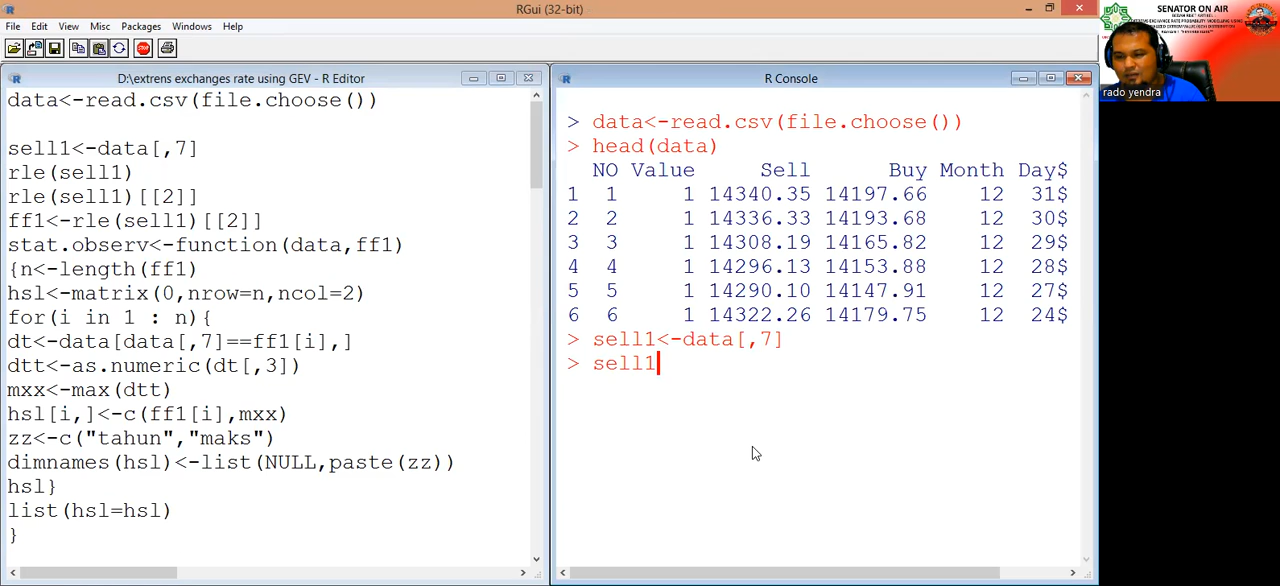 RGui (32-bit)
File Edit View Misc Packages Windows Help
D:\extrens exchanges rate using GEV - R Editor
data<-read.csv(file.choose())
sell1<-data[,7]
rle(sell1)
rle(sell1)[[2]]
ff1<-rle(sell1)[[2]]
stat.observ<-function(data,ff1)
{n<-length(ff1)
hsl<-matrix(0,nrow=n,ncol=2)
for(i in 1 : n){
dt<-data[data[,7]==ff1[i],]
dtt<-as.numeric(dt[,3])
mxx<-max(dtt)
hsl[i,]<-c(ff1[i],mxx)
zz<-c("tahun","maks")
dimnames(hsl)<-list(NULL,paste(zz))
hsl}
list(hsl=hsl)
}
R Console
> data<-read.csv(file.choose())
> head(data)
NO Value Sell Buy Month Day$
1 1 1 14340.35 14197.66 12 31$
2 2 1 14336.33 14193.68 12 30$
3 3 1 14308.19 14165.82 12 29$
4 4 1 14296.13 14153.88 12 28$
5 5 1 14290.10 14147.91 12 27$
6 6 1 14322.26 14179.75 12 24$
> sell1<-data[,7]
> sell1
SENATOR ON AIR
rado yendra